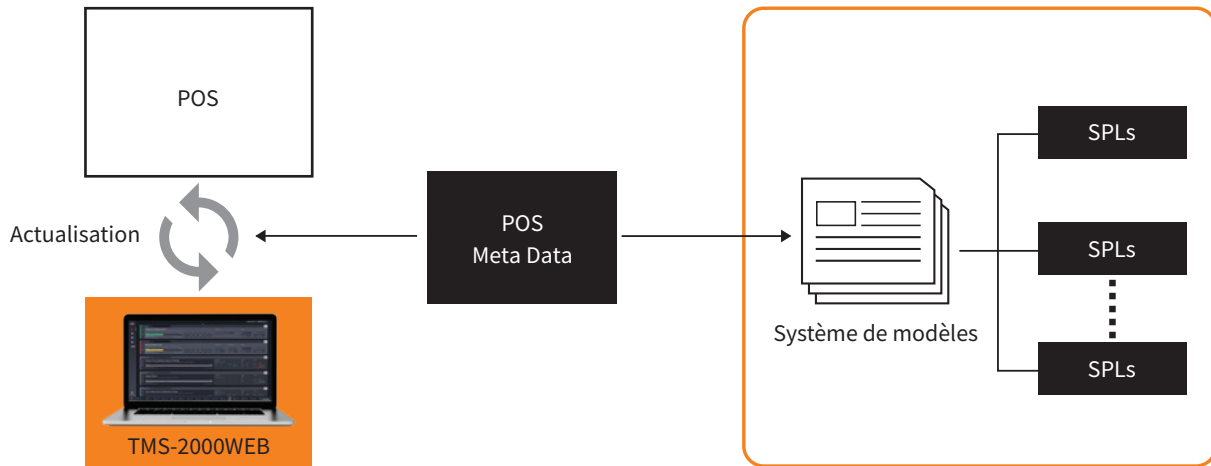 POS
Actualisation
TMS-2000WEB
POS
Meta Data
Système de modèles
SPLs
SPLs
SPLs